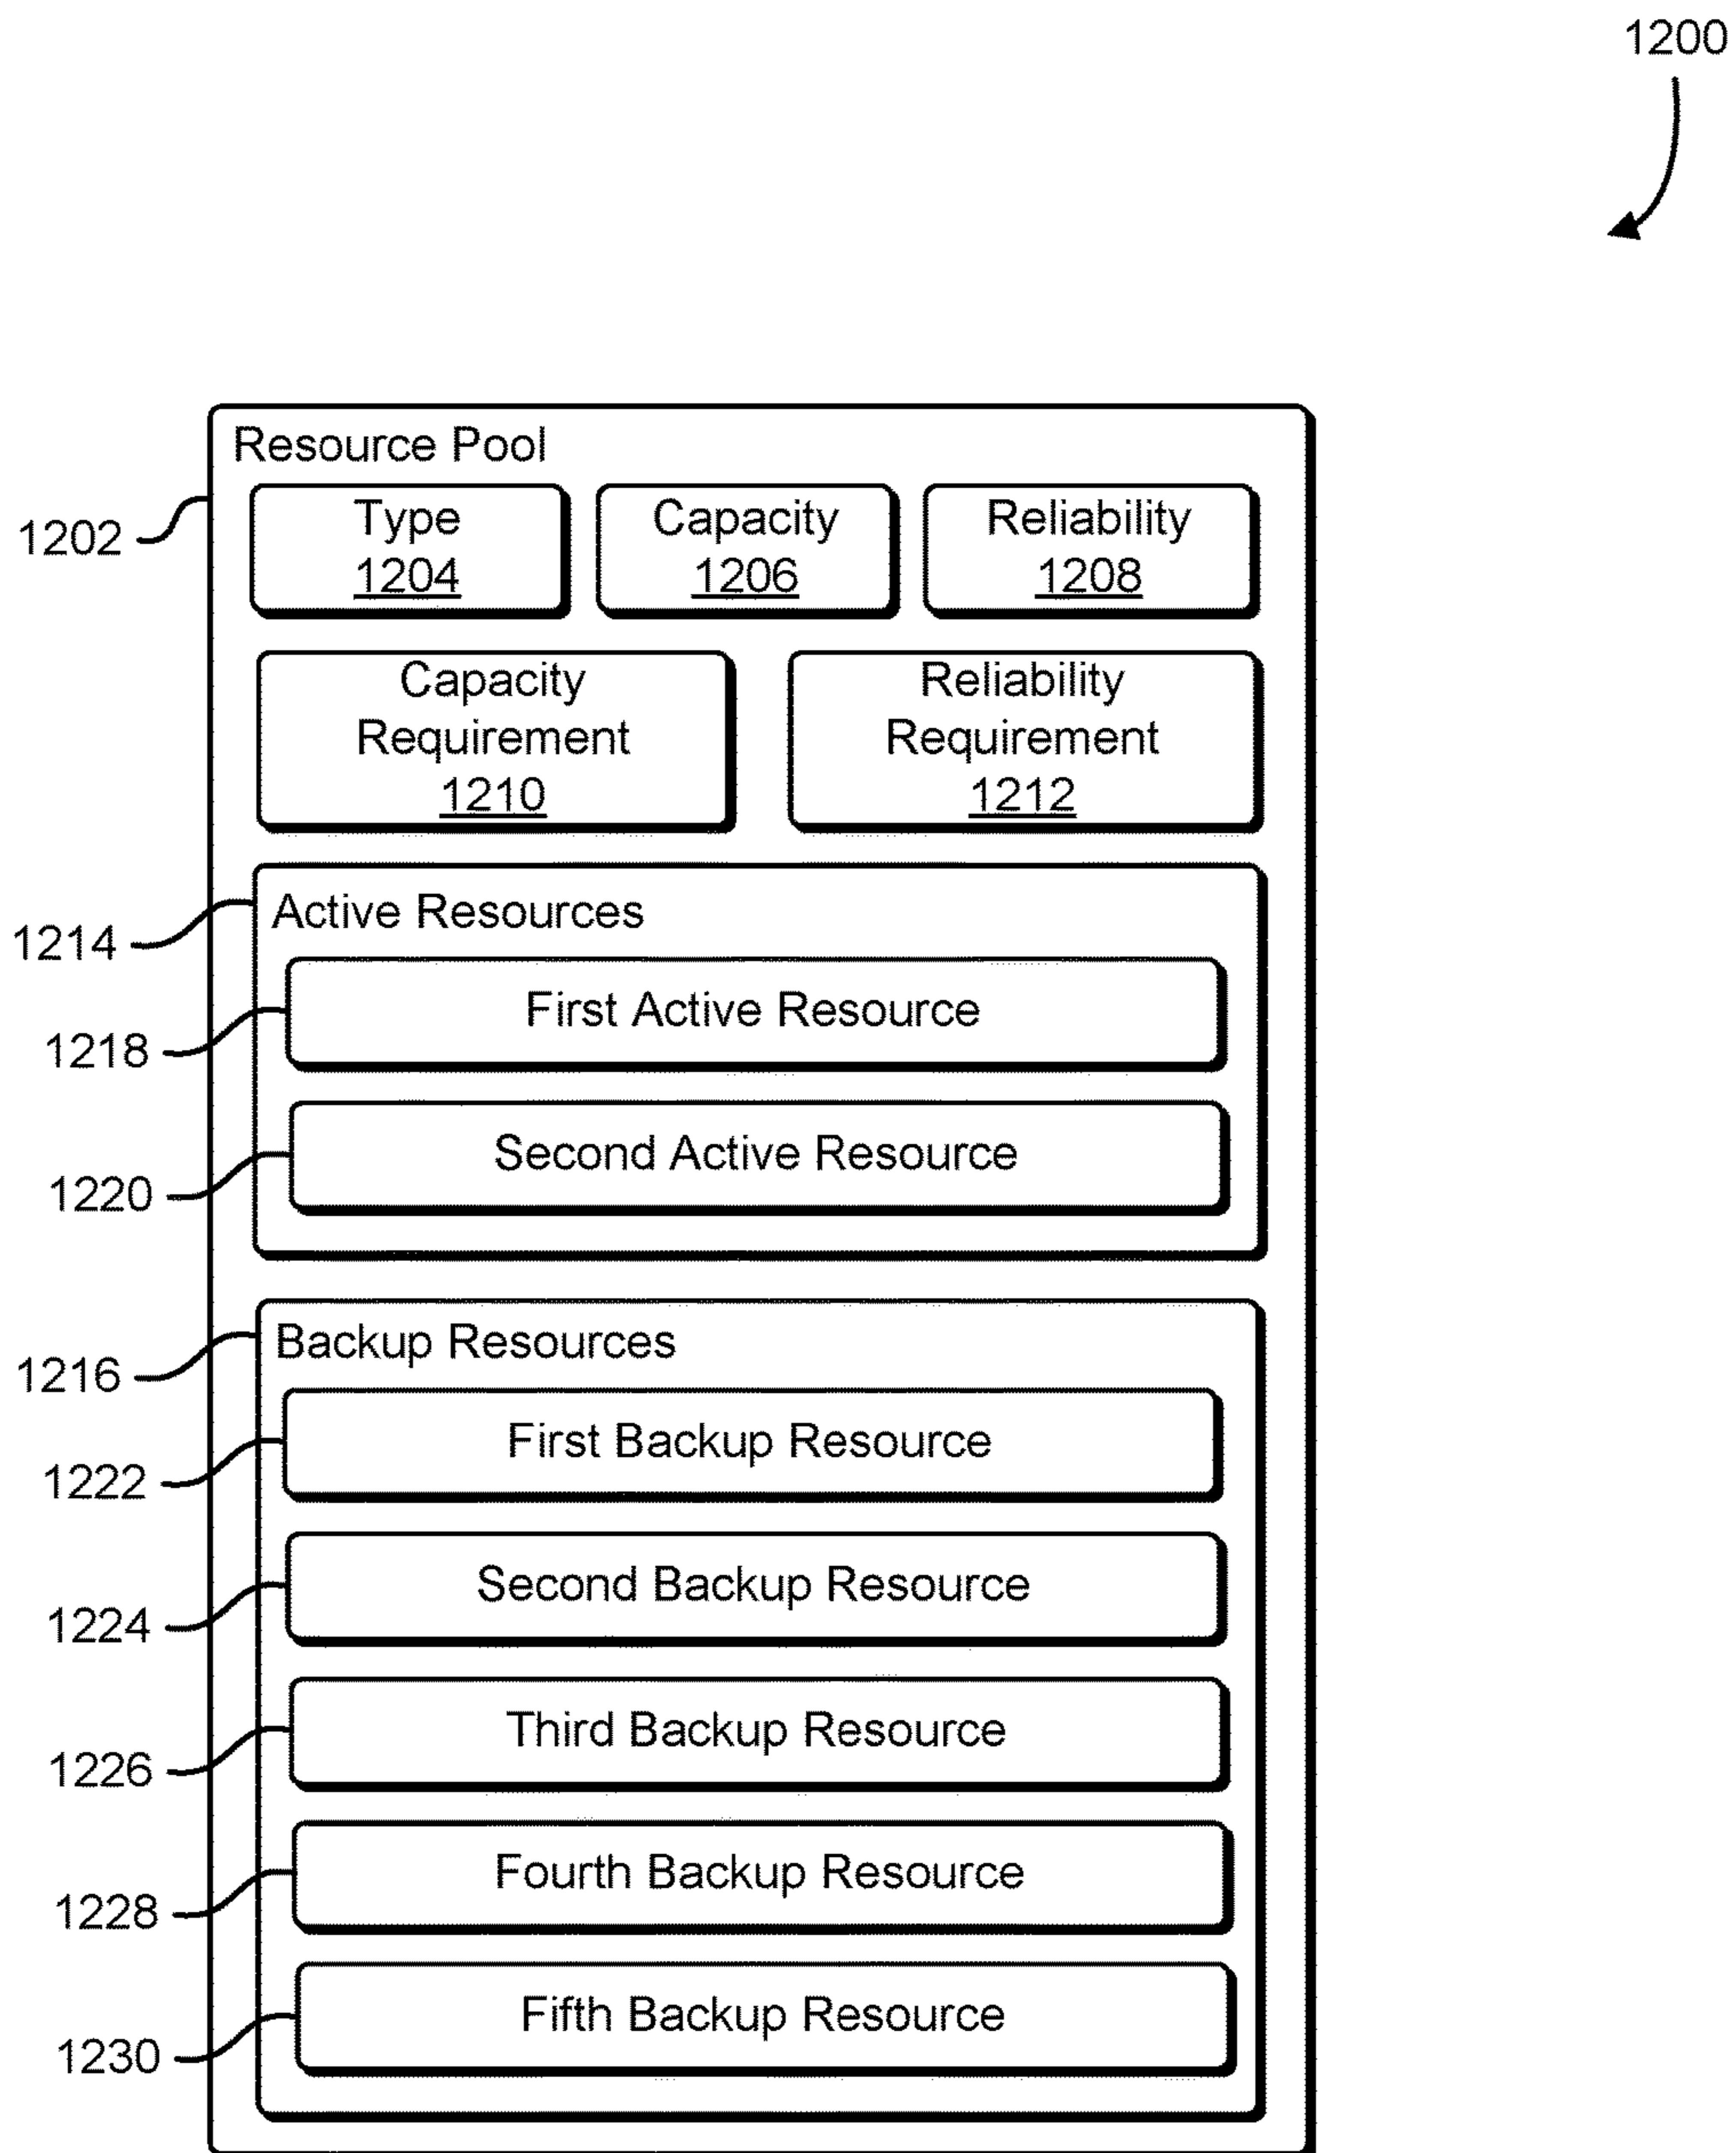 1200
Resource Pool
1202
Type
1204
Capacity
1206
Reliability
1208
Capacity
Requirement
1210
Reliability
Requirement
1212
1214
Active Resources
1218
First Active Resource
1220
Second Active Resource
1216
Backup Resources
1222
First Backup Resource
1224
Second Backup Resource
1226
Third Backup Resource
1228
Fourth Backup Resource
1230
Fifth Backup Resource